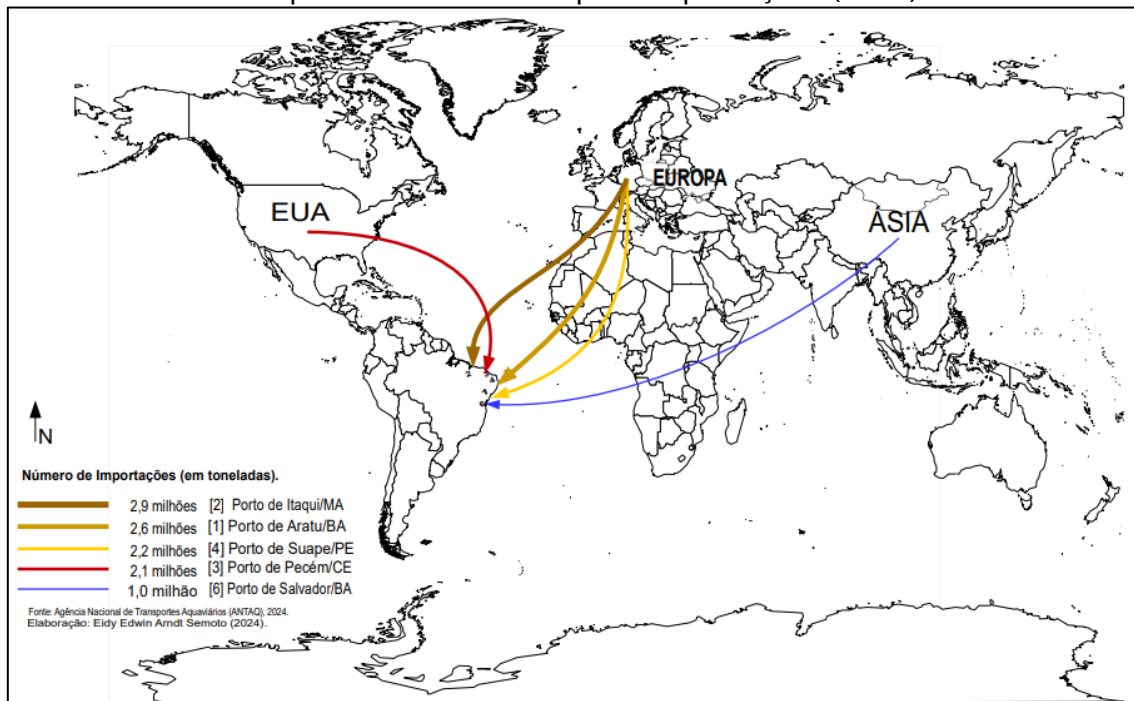 EUROPA
EUA
ÁSIA
N
Número de Importações (em toneladas).
2,9 milhões [2] Porto de Itaqui/MA
2,6 milhões [1] Porto de Aratu/BA
2,2 milhões [4] Porto de Suape/PE
2,1 milhões [3] Porto de Pecém/CE
1,0 milhão [6] Porto de Salvador/BA
Fonte: Agência Nacional de Transportes Aquaviários (ANTAQ), 2024.
Elaboração: Eidy Edwin Arndt Semoto (2024).